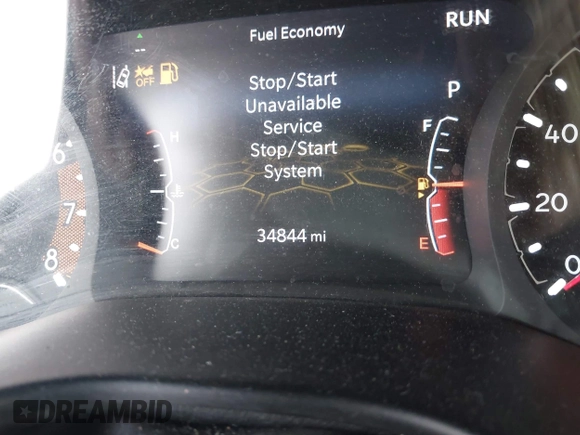 Fuel Economy
RUN
--
OFF
Stop/Start
Unavailable
Service
Stop/Start
System
P
H
C
F
E
34844 mi
6
7
8
40
20
0
DREAMBID